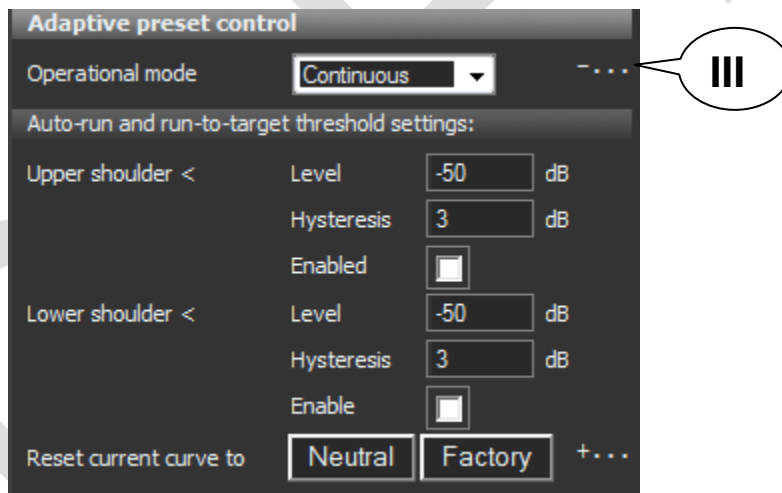 Adaptive preset control
Operational mode Continuous -...
III
Auto-run and run-to-target threshold settings:
Upper shoulder < Level -50 dB
Hysteresis 3 dB
Enabled
Lower shoulder < Level -50 dB
Hysteresis 3 dB
Enable
Reset current curve to Neutral Factory +...